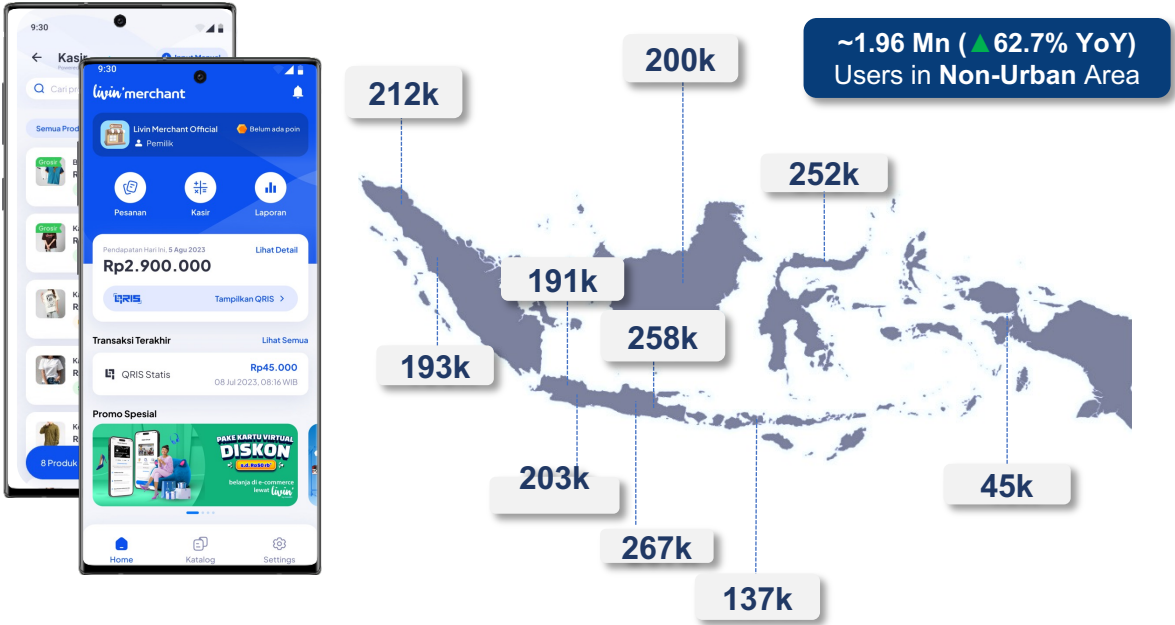 9:30
Kasir
Input Manual
Cari pr
Semua Prod
Grosir
Grosir
8 Produk
9:30
livin' merchant
Livin Merchant Official
Belum ada poin
Pemilik
Pesanan
Kasir
Laporan
Pendapatan Hari Ini, 5 Agu 2023
Lihat Detail
Rp2.900.000
QRIS
Tampilkan QRIS >
Transaksi Terakhir
Lihat Semua
QRIS Statis
Rp45.000
08 Jul 2023, 08:16 WIB
Promo Spesial
PAKE KARTU VIRTUAL
DISKON
s.d. Rp50 rb*
belanja di e-commerce
lewat livin'
Home
Katalog
Settings
~1.96 Mn (▲62.7% YoY)
Users in Non-Urban Area
212k
200k
252k
191k
258k
193k
203k
267k
137k
45k